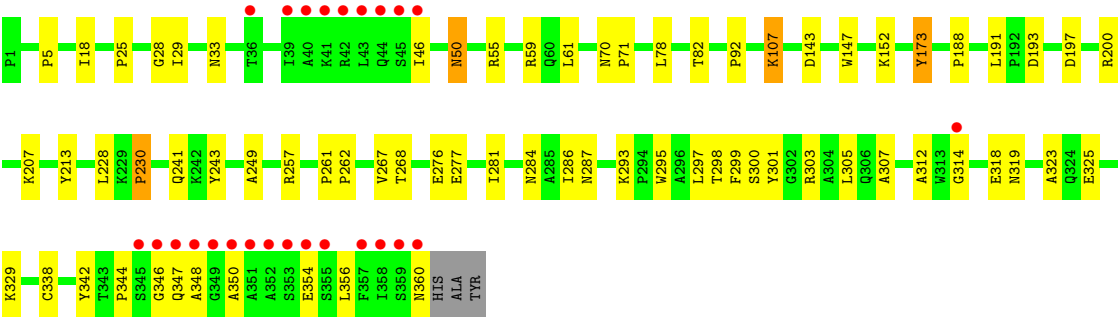 P1 P5 I18 P25 G28 I29 N33 T36 I39 A40 K41 R42 L43 Q44 S45 I46 N50 R55 R59 Q60 L61 N70 P71 L78 T82 P92 K107 D143 W147 K152 Y173 P188 L191 P192 D193 D197 R200
K207 Y213 L228 K229 P230 Q241 K242 Y243 A249 R257 P261 P262 V267 T268 E276 E277 I281 N284 A285 I286 N287 K293 P294 W295 A296 L297 T298 F299 S300 Y301 G302 R303 A304 L305 Q306 A307 A312 W313 G314 E318 N319 A323 Q324 E325
K329 C338 Y342 T343 P344 S345 G346 Q347 A348 G349 A350 A351 A352 S353 E354 S355 L356 F357 I358 S359 N360 HIS ALA TYR